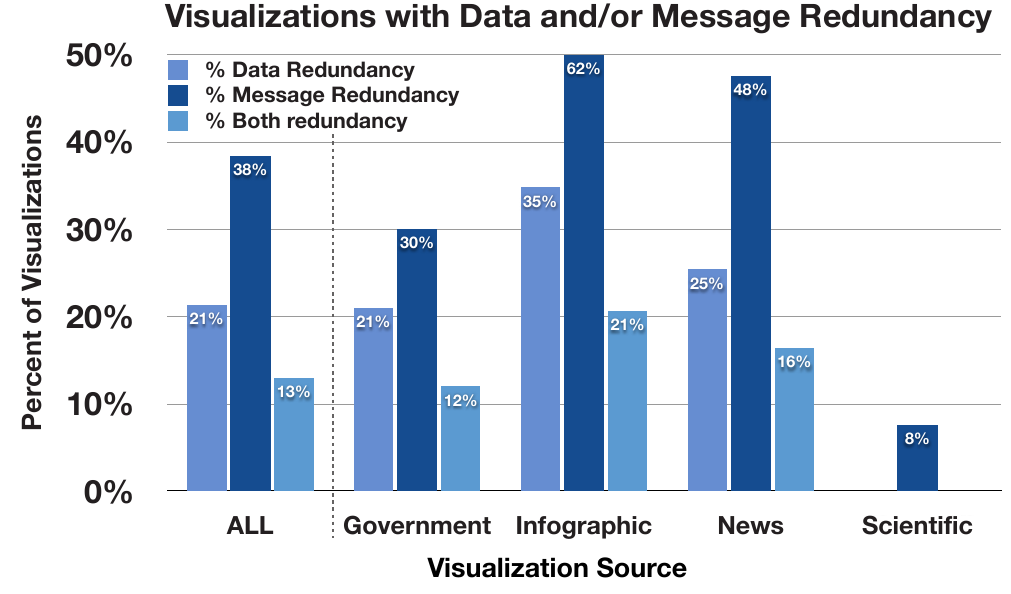 Visualizations with Data and/or Message Redundancy
Percent of Visualizations
50%
40%
30%
20%
10%
0%
% Data Redundancy
% Message Redundancy
% Both redundancy
21%
38%
13%
21%
30%
12%
35%
62%
21%
25%
48%
16%
8%
ALL
Government
Infographic
News
Scientific
Visualization Source